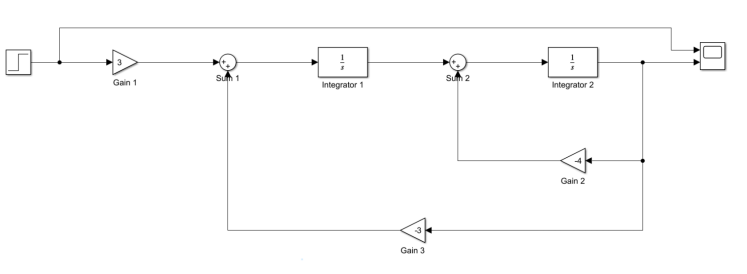 3
Gain 1
+
+
Sum 1
1
s
Integrator 1
+
+
Sum 2
1
s
Integrator 2
-4
Gain 2
-3
Gain 3